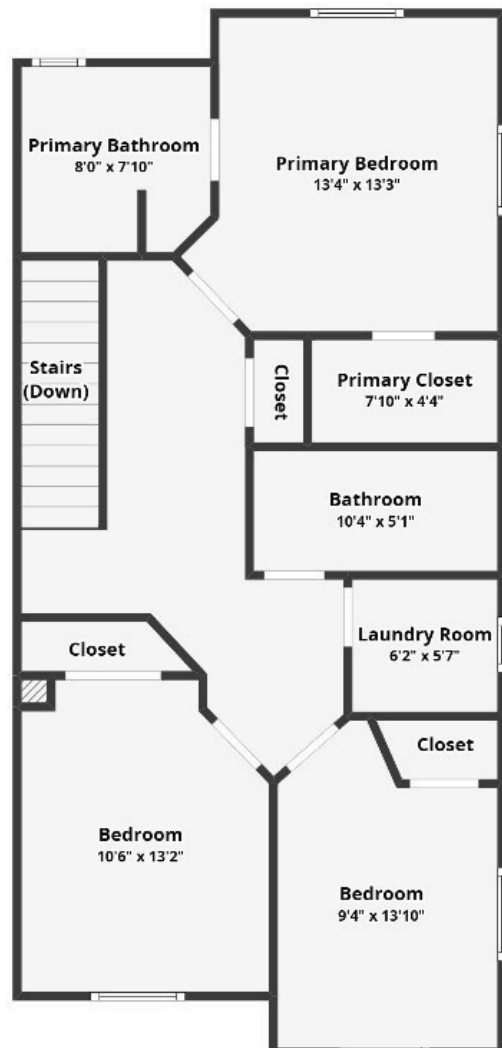 Primary Bathroom
8'0" x 7'10"
Primary Bedroom
13'4" x 13'3"
Stairs
(Down)
Closet
Primary Closet
7'10" x 4'4"
Bathroom
10'4" x 5'1"
Laundry Room
6'2" x 5'7"
Closet
Closet
Bedroom
10'6" x 13'2"
Bedroom
9'4" x 13'10"